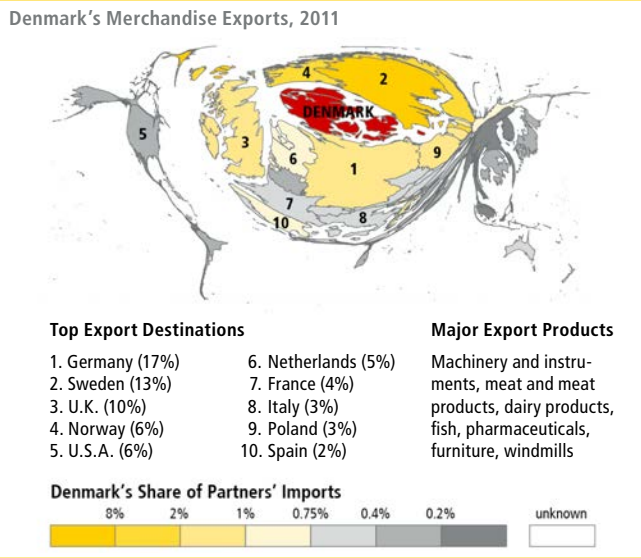 Denmark's Merchandise Exports, 2011
4
2
DENMARK
5
3
6
9
1
7
8
10
Top Export Destinations
1. Germany (17%)
2. Sweden (13%)
3. U.K. (10%)
4. Norway (6%)
5. U.S.A. (6%)
6. Netherlands (5%)
7. France (4%)
8. Italy (3%)
9. Poland (3%)
10. Spain (2%)
Major Export Products
Machinery and instru-
ments, meat and meat
products, dairy products,
fish, pharmaceuticals,
furniture, windmills
Denmark's Share of Partners' Imports
8% 2% 1% 0.75% 0.4% 0.2% unknown